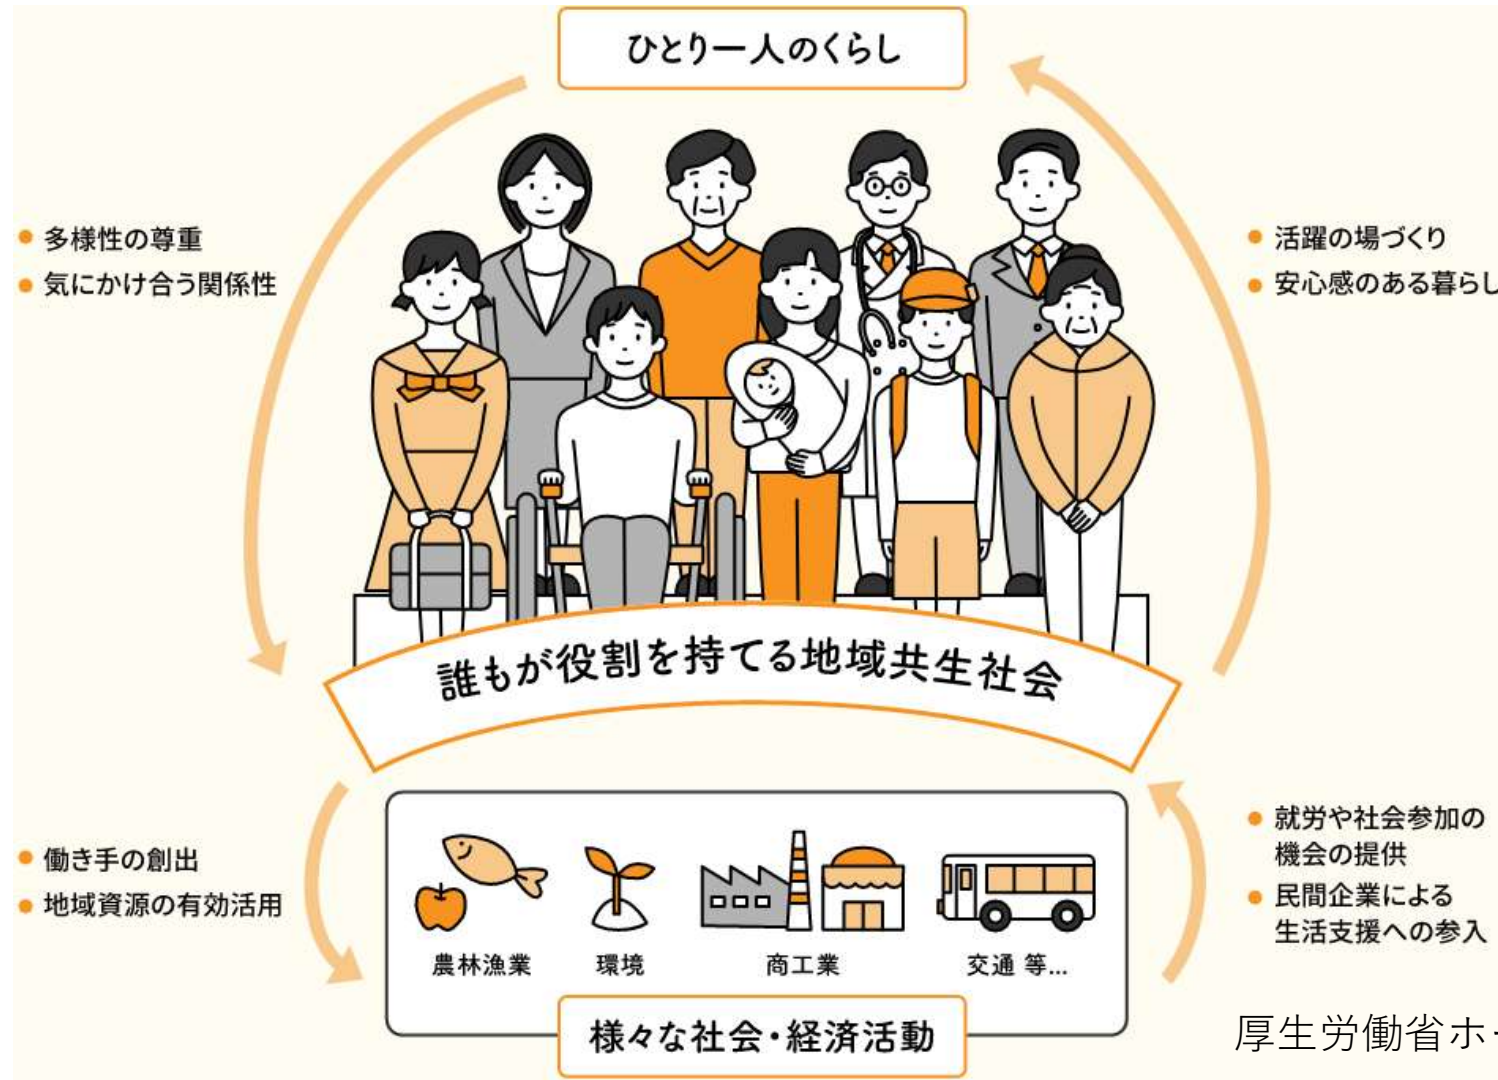 ひとり一人のくらし
多様性の尊重
気にかけ合う関係性
活躍の場づくり
安心感のある暮らし
誰もが役割を持てる地域共生社会
働き手の創出
地域資源の有効活用
就労や社会参加の
機会の提供
民間企業による
生活支援への参入
農林漁業
環境
商工業
交通 等...
様々な社会・経済活動
厚生労働省ホ